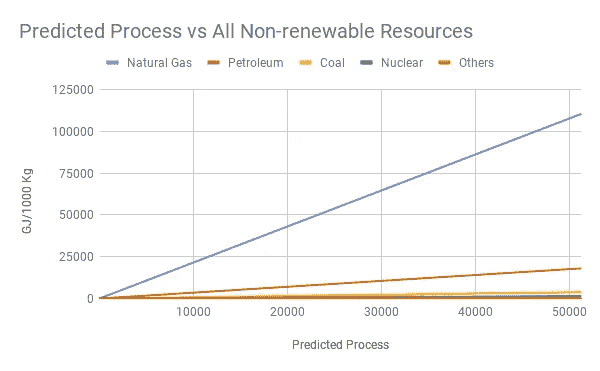 Predicted Process vs All Non-renewable Resources
Natural Gas Petroleum Coal Nuclear Others
125000
100000
75000
50000
25000
0
GJ/1000 Kg
10000 20000 30000 40000 50000
Predicted Process